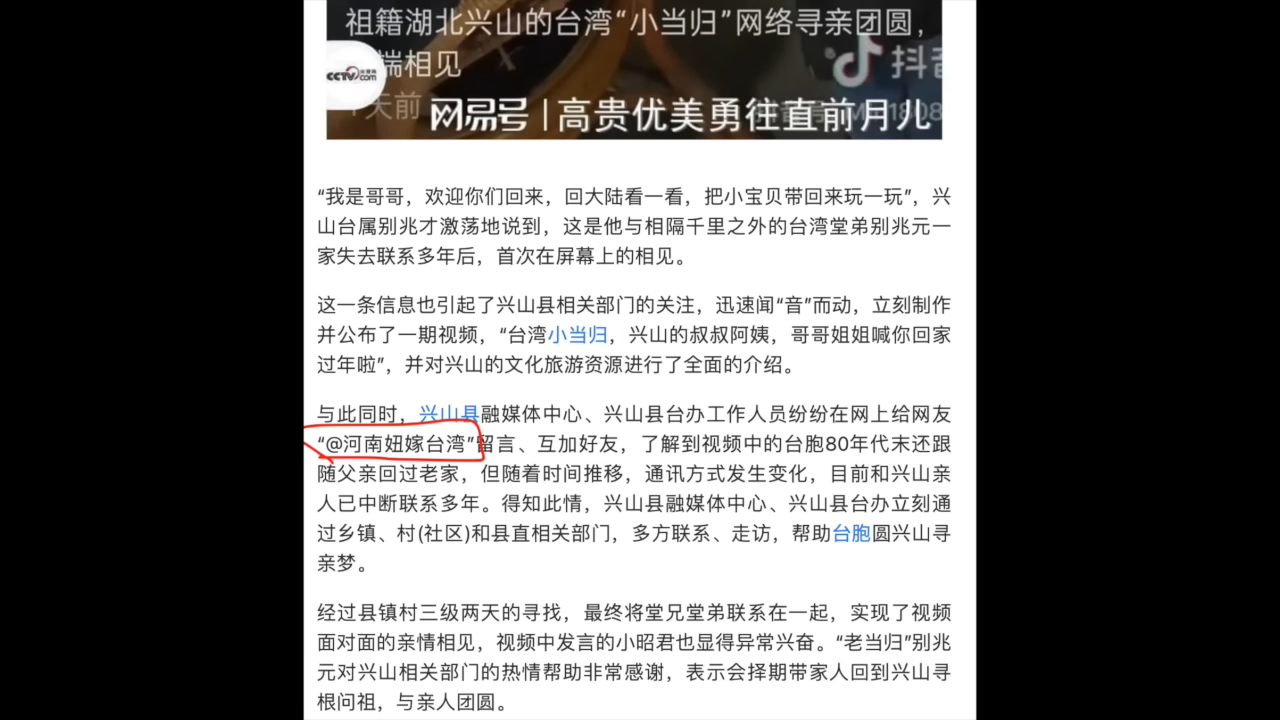 祖籍湖北兴山的台湾“小当归”网络寻亲团圆，
端相见
CCTV.com
抖音
天前
网易号 | 高贵优美勇往直前月儿
“我是哥哥，欢迎你们回来，回大陆看一看，把小宝贝带回来玩一玩”，兴
山台属别兆才激荡地说到，这是他与相隔千里之外的台湾堂弟别兆元一
家失去联系多年后，首次在屏幕上的相见。
这一条信息也引起了兴山县相关部门的关注，迅速闻“音”而动，立刻制作
并公布了一期视频，“台湾小当归，兴山的叔叔阿姨，哥哥姐姐喊你回家
过年啦”，并对兴山的文化旅游资源进行了全面的介绍。
与此同时，兴山县融媒体中心、兴山县台办工作人员纷纷在网上给网友
“@河南妞嫁台湾”留言、互加好友，了解到视频中的台胞80年代末还跟
随父亲回过老家，但随着时间推移，通讯方式发生变化，目前和兴山亲
人已中断联系多年。得知此情，兴山县融媒体中心、兴山县台办立刻通
过乡镇、村(社区)和县直相关部门，多方联系、走访，帮助台胞圆兴山寻
亲梦。
经过县镇村三级两天的寻找，最终将堂兄堂弟联系在一起，实现了视频
面对面的亲情相见，视频中发言的小昭君也显得异常兴奋。“老当归”别兆
元对兴山相关部门的热情帮助非常感谢，表示会择期带家人回到兴山寻
根问祖，与亲人团圆。